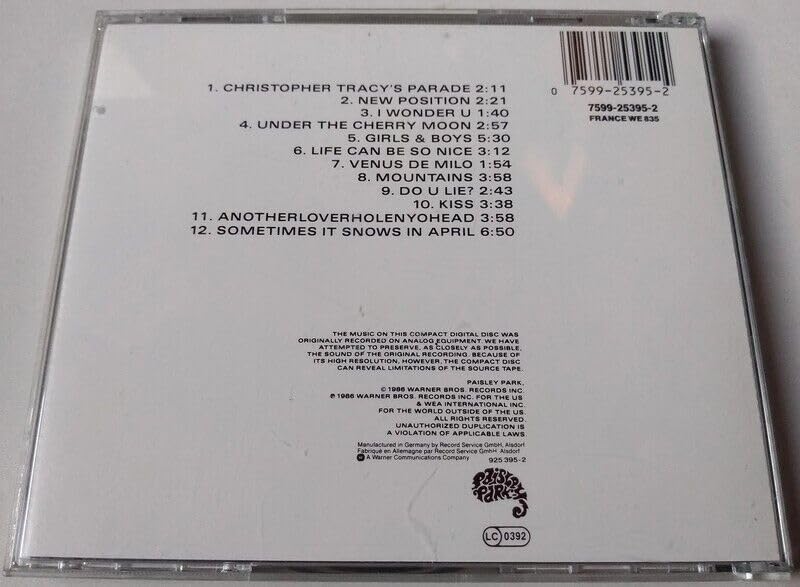 0 7599-25395-2
7599-25395-2
FRANCE WE 835
1. CHRISTOPHER TRACY'S PARADE 2:11
2. NEW POSITION 2:21
3. I WONDER U 1:40
4. UNDER THE CHERRY MOON 2:57
5. GIRLS & BOYS 5:30
6. LIFE CAN BE SO NICE 3:12
7. VENUS DE MILO 1:54
8. MOUNTAINS 3:58
9. DO U LIE? 2:43
10. KISS 3:38
11. ANOTHERLOVERHOLENYOHEAD 3:58
12. SOMETIMES IT SNOWS IN APRIL 6:50
THE MUSIC ON THIS COMPACT DIGITAL DISC WAS
ORIGINALLY RECORDED ON ANALOG EQUIPMENT. WE HAVE
ATTEMPTED TO PRESERVE, AS CLOSELY AS POSSIBLE,
THE SOUND OF THE ORIGINAL RECORDING. BECAUSE OF
ITS HIGH RESOLUTION, HOWEVER, THE COMPACT DISC
CAN REVEAL LIMITATIONS OF THE SOURCE TAPE.
PAISLEY PARK.
© 1986 WARNER BROS. RECORDS INC.
℗ 1986 WARNER BROS. RECORDS INC. FOR THE US
& WEA INTERNATIONAL INC.
FOR THE WORLD OUTSIDE OF THE US.
ALL RIGHTS RESERVED.
UNAUTHORIZED DUPLICATION IS
A VIOLATION OF APPLICABLE LAWS.
Manufactured in Germany by Record Service GmbH, Alsdorf
Fabriqué en Allemagne par Record Service GmbH, Alsdorf
A Warner Communications Company 925 395-2
PAISLEY
PARK
LC 0392